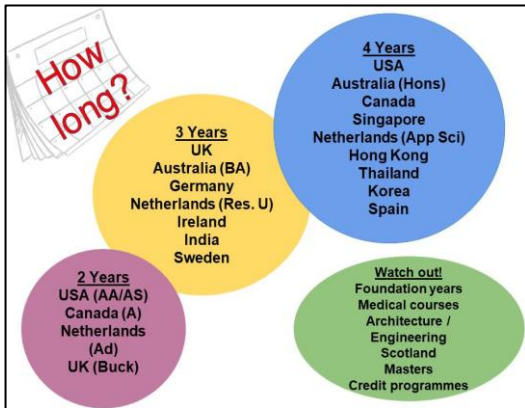 How
long?
4 Years
USA
Australia (Hons)
Canada
Singapore
Netherlands (App Sci)
Hong Kong
Thailand
Korea
Spain
3 Years
UK
Australia (BA)
Germany
Netherlands (Res. U)
Ireland
India
Sweden
2 Years
USA (AA/AS)
Canada (A)
Netherlands
(Ad)
UK (Buck)
Watch out!
Foundation years
Medical courses
Architecture /
Engineering
Scotland
Masters
Credit programmes